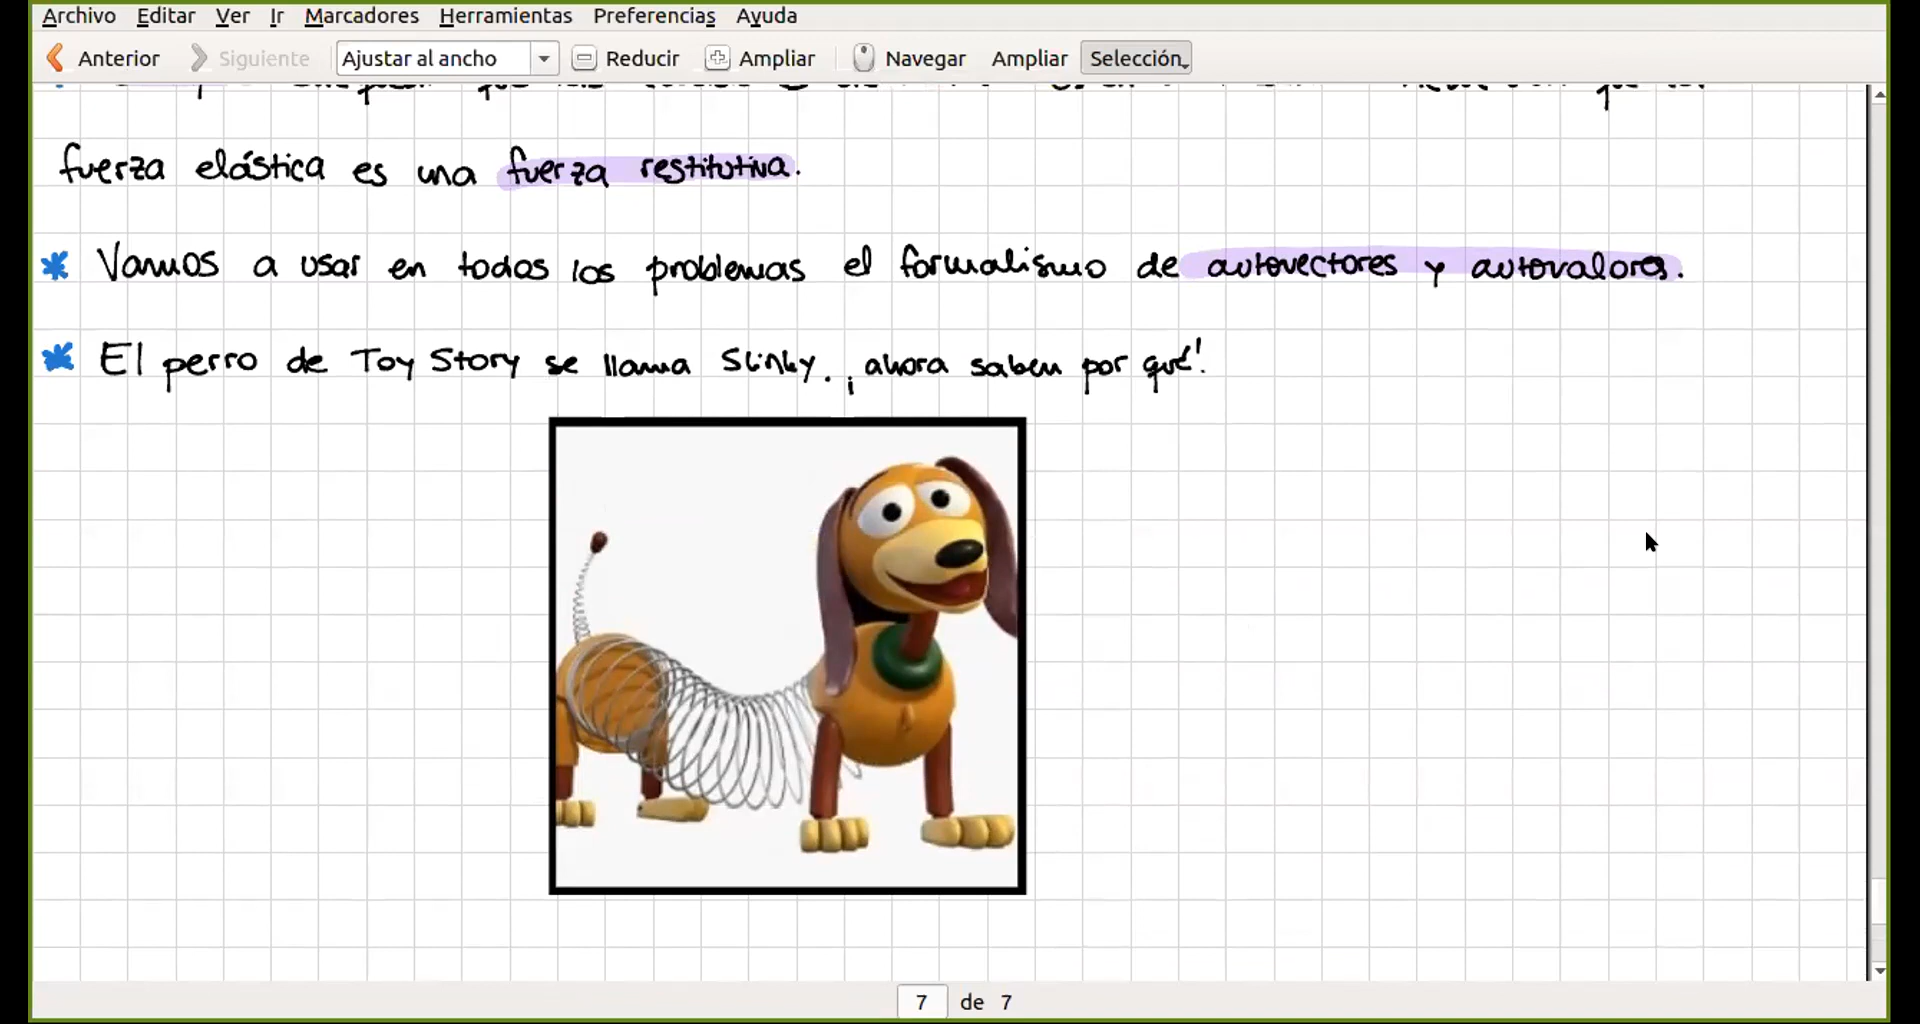 Archivo Editar Ver Ir Marcadores Herramientas Preferencias Ayuda
Anterior Siguiente Ajustar al ancho Reducir Ampliar Navegar Ampliar Selección
fuerza elástica es una fuerza restitutiva.
Vamos a usar en todos los problemas el formalismo de autovectores y autovalores.
El perro de Toy Story se llama Slinky. ¡ahora saben por qué!
7 de 7